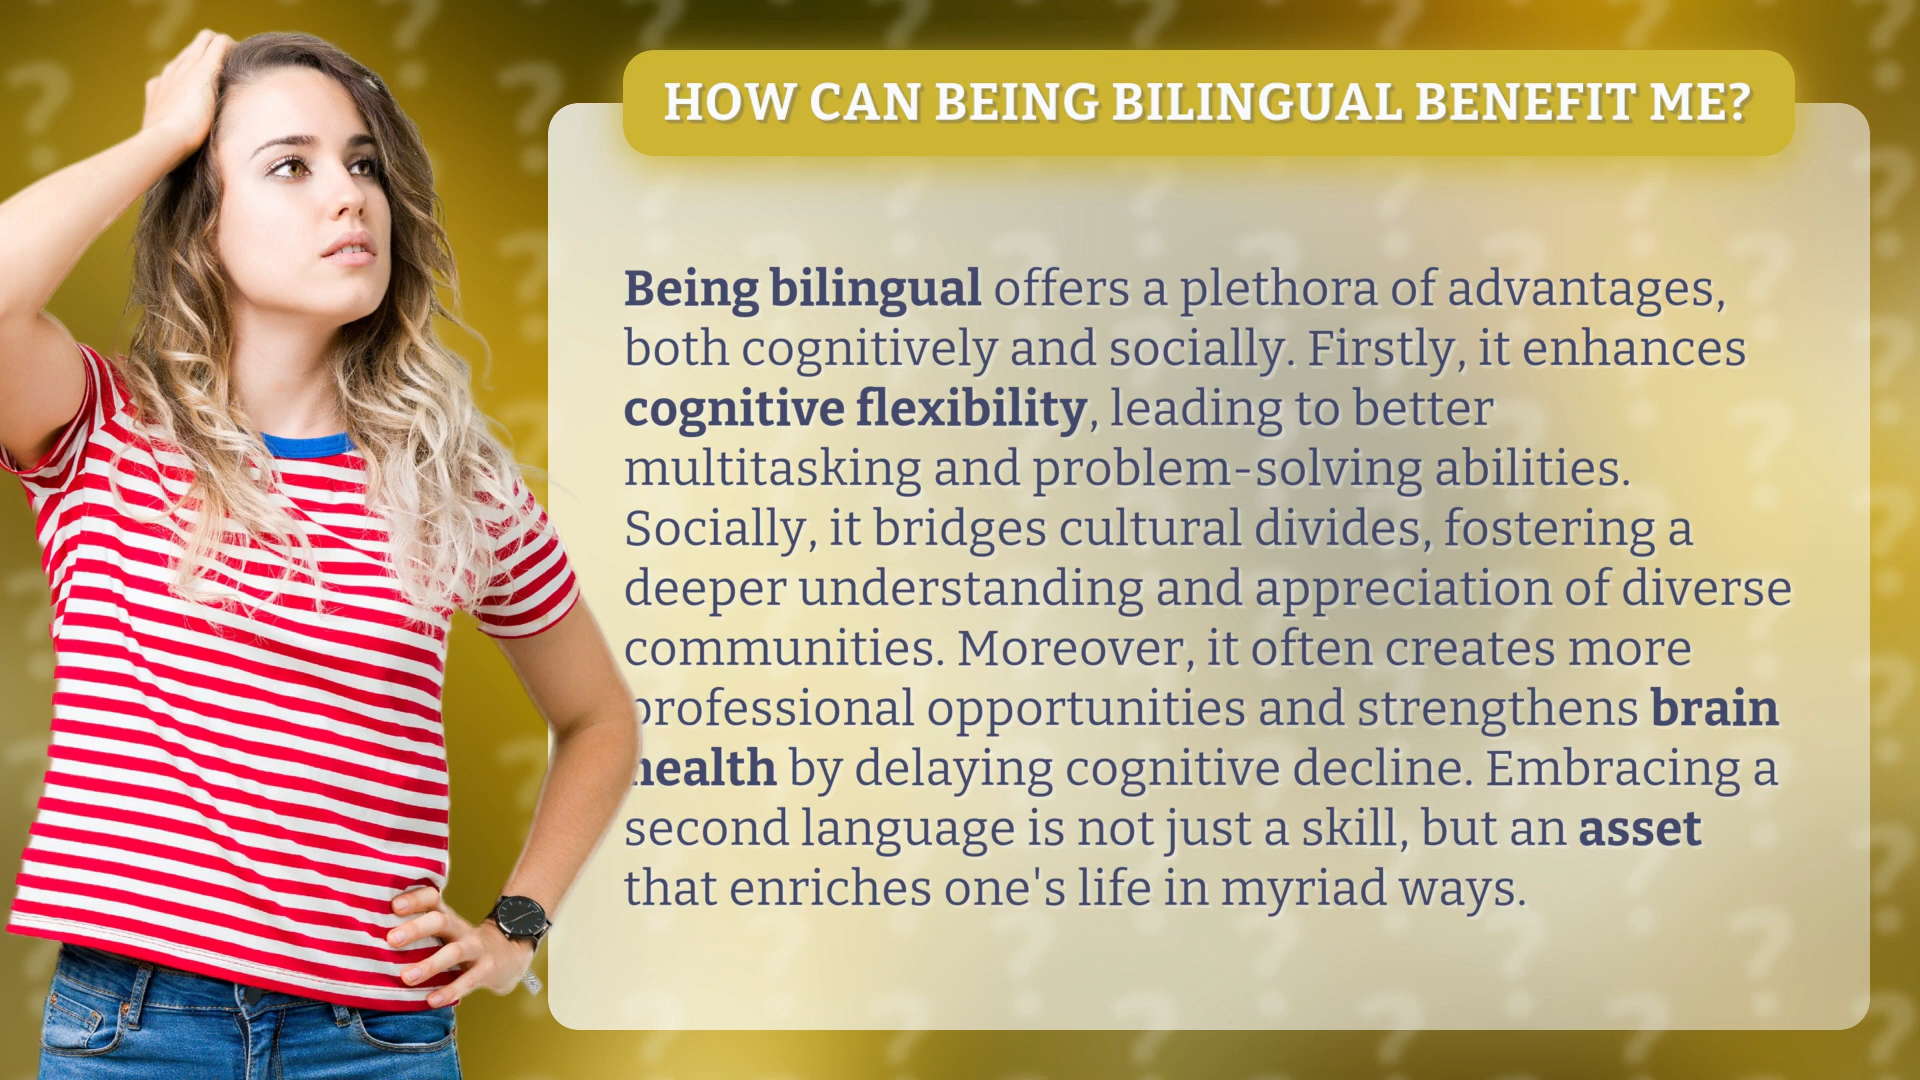 HOW CAN BEING BILINGUAL BENEFIT ME?
Being bilingual offers a plethora of advantages,
both cognitively and socially. Firstly, it enhances
cognitive flexibility, leading to better
multitasking and problem-solving abilities.
Socially, it bridges cultural divides, fostering a
deeper understanding and appreciation of diverse
communities. Moreover, it often creates more
professional opportunities and strengthens brain
health by delaying cognitive decline. Embracing a
second language is not just a skill, but an asset
that enriches one's life in myriad ways.